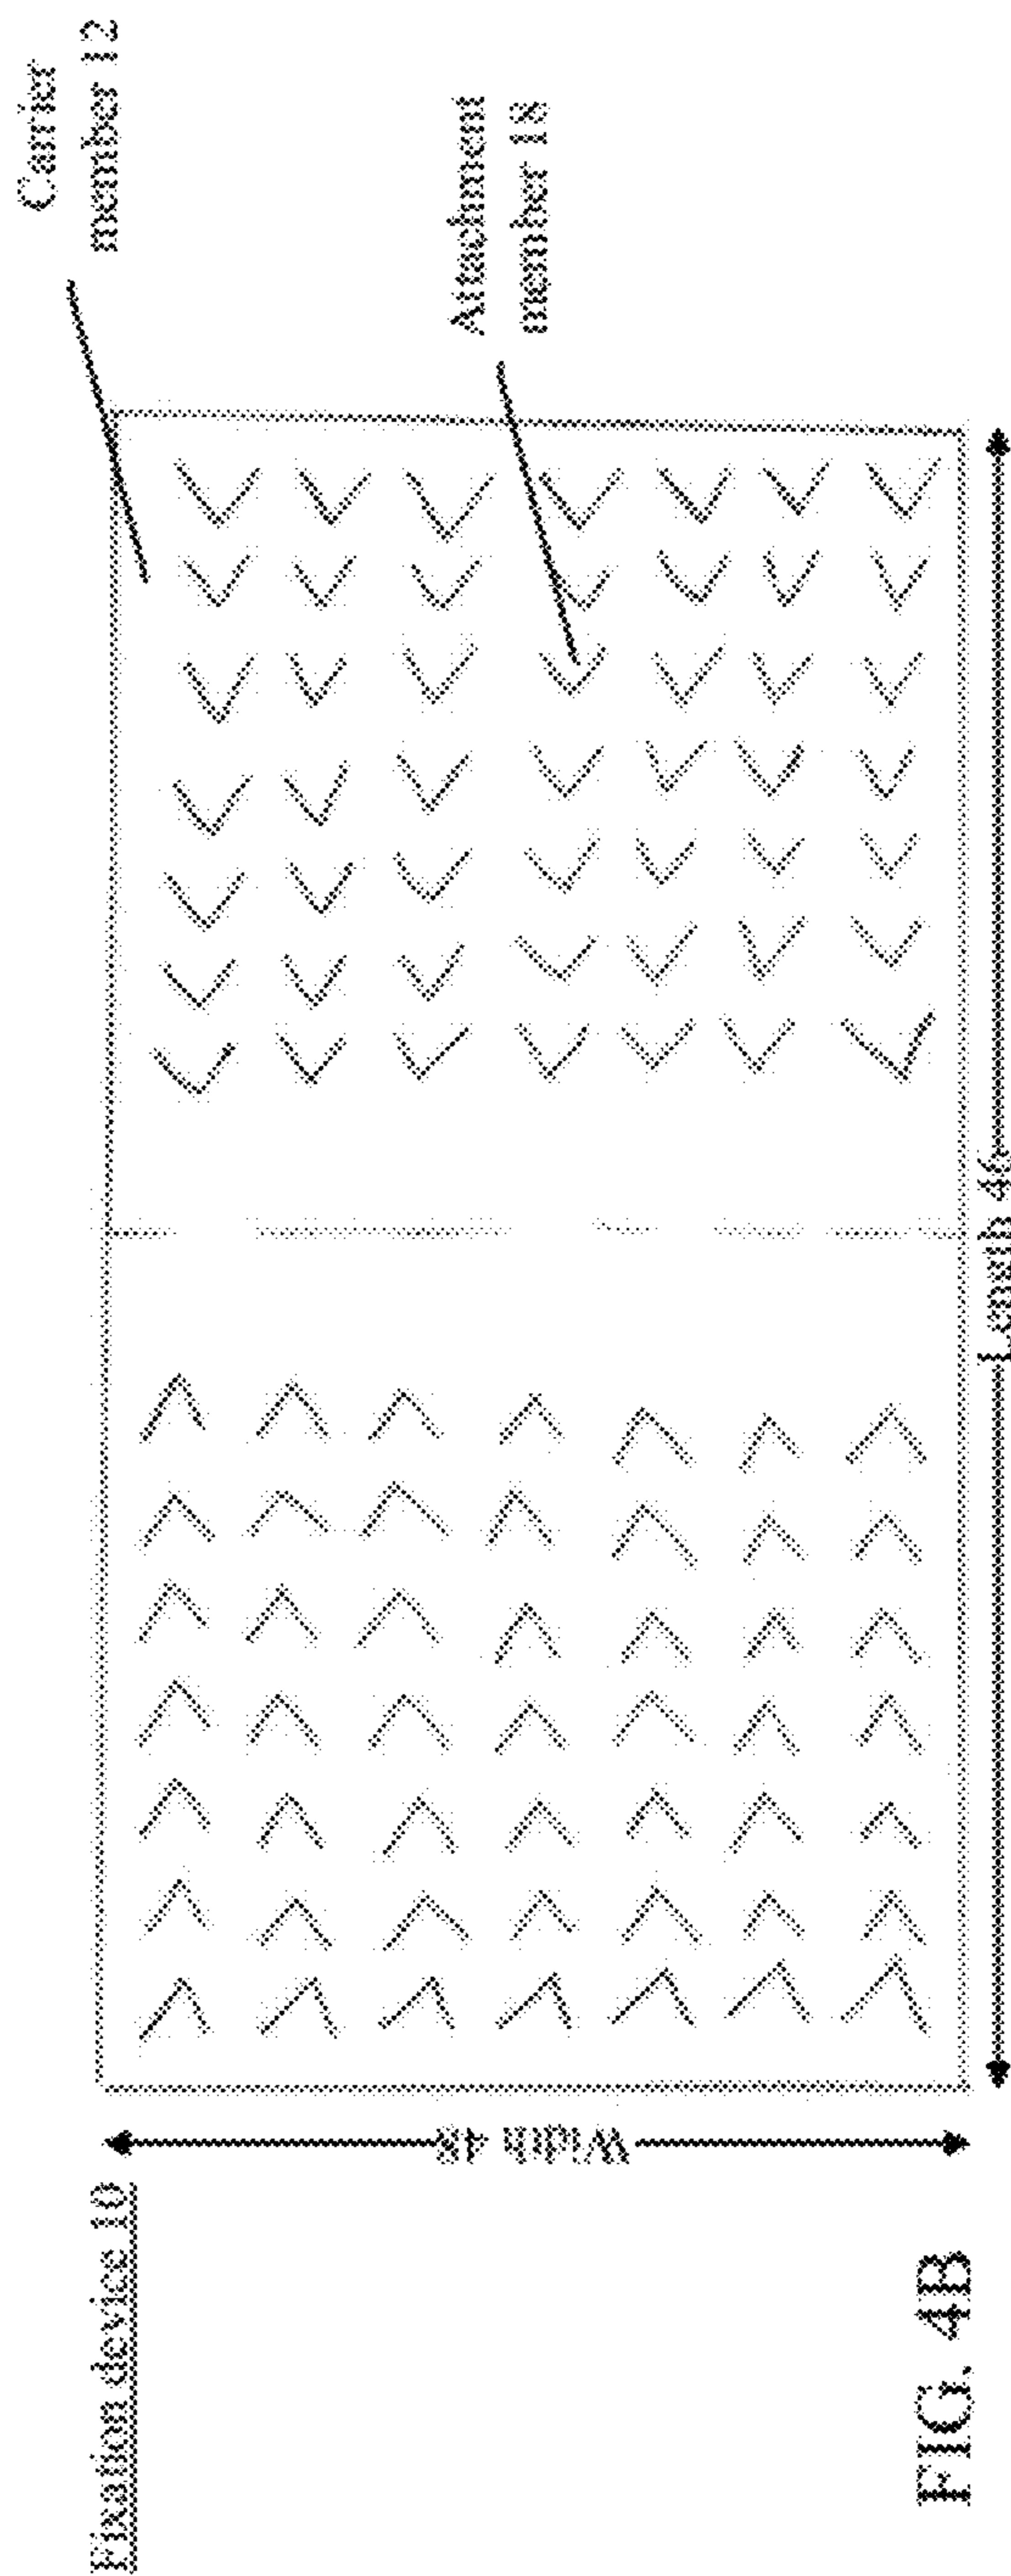 Fixation device 10
Carrier
member 12
Attachment
member 18
Width 48
Length 46
FIG. 4B